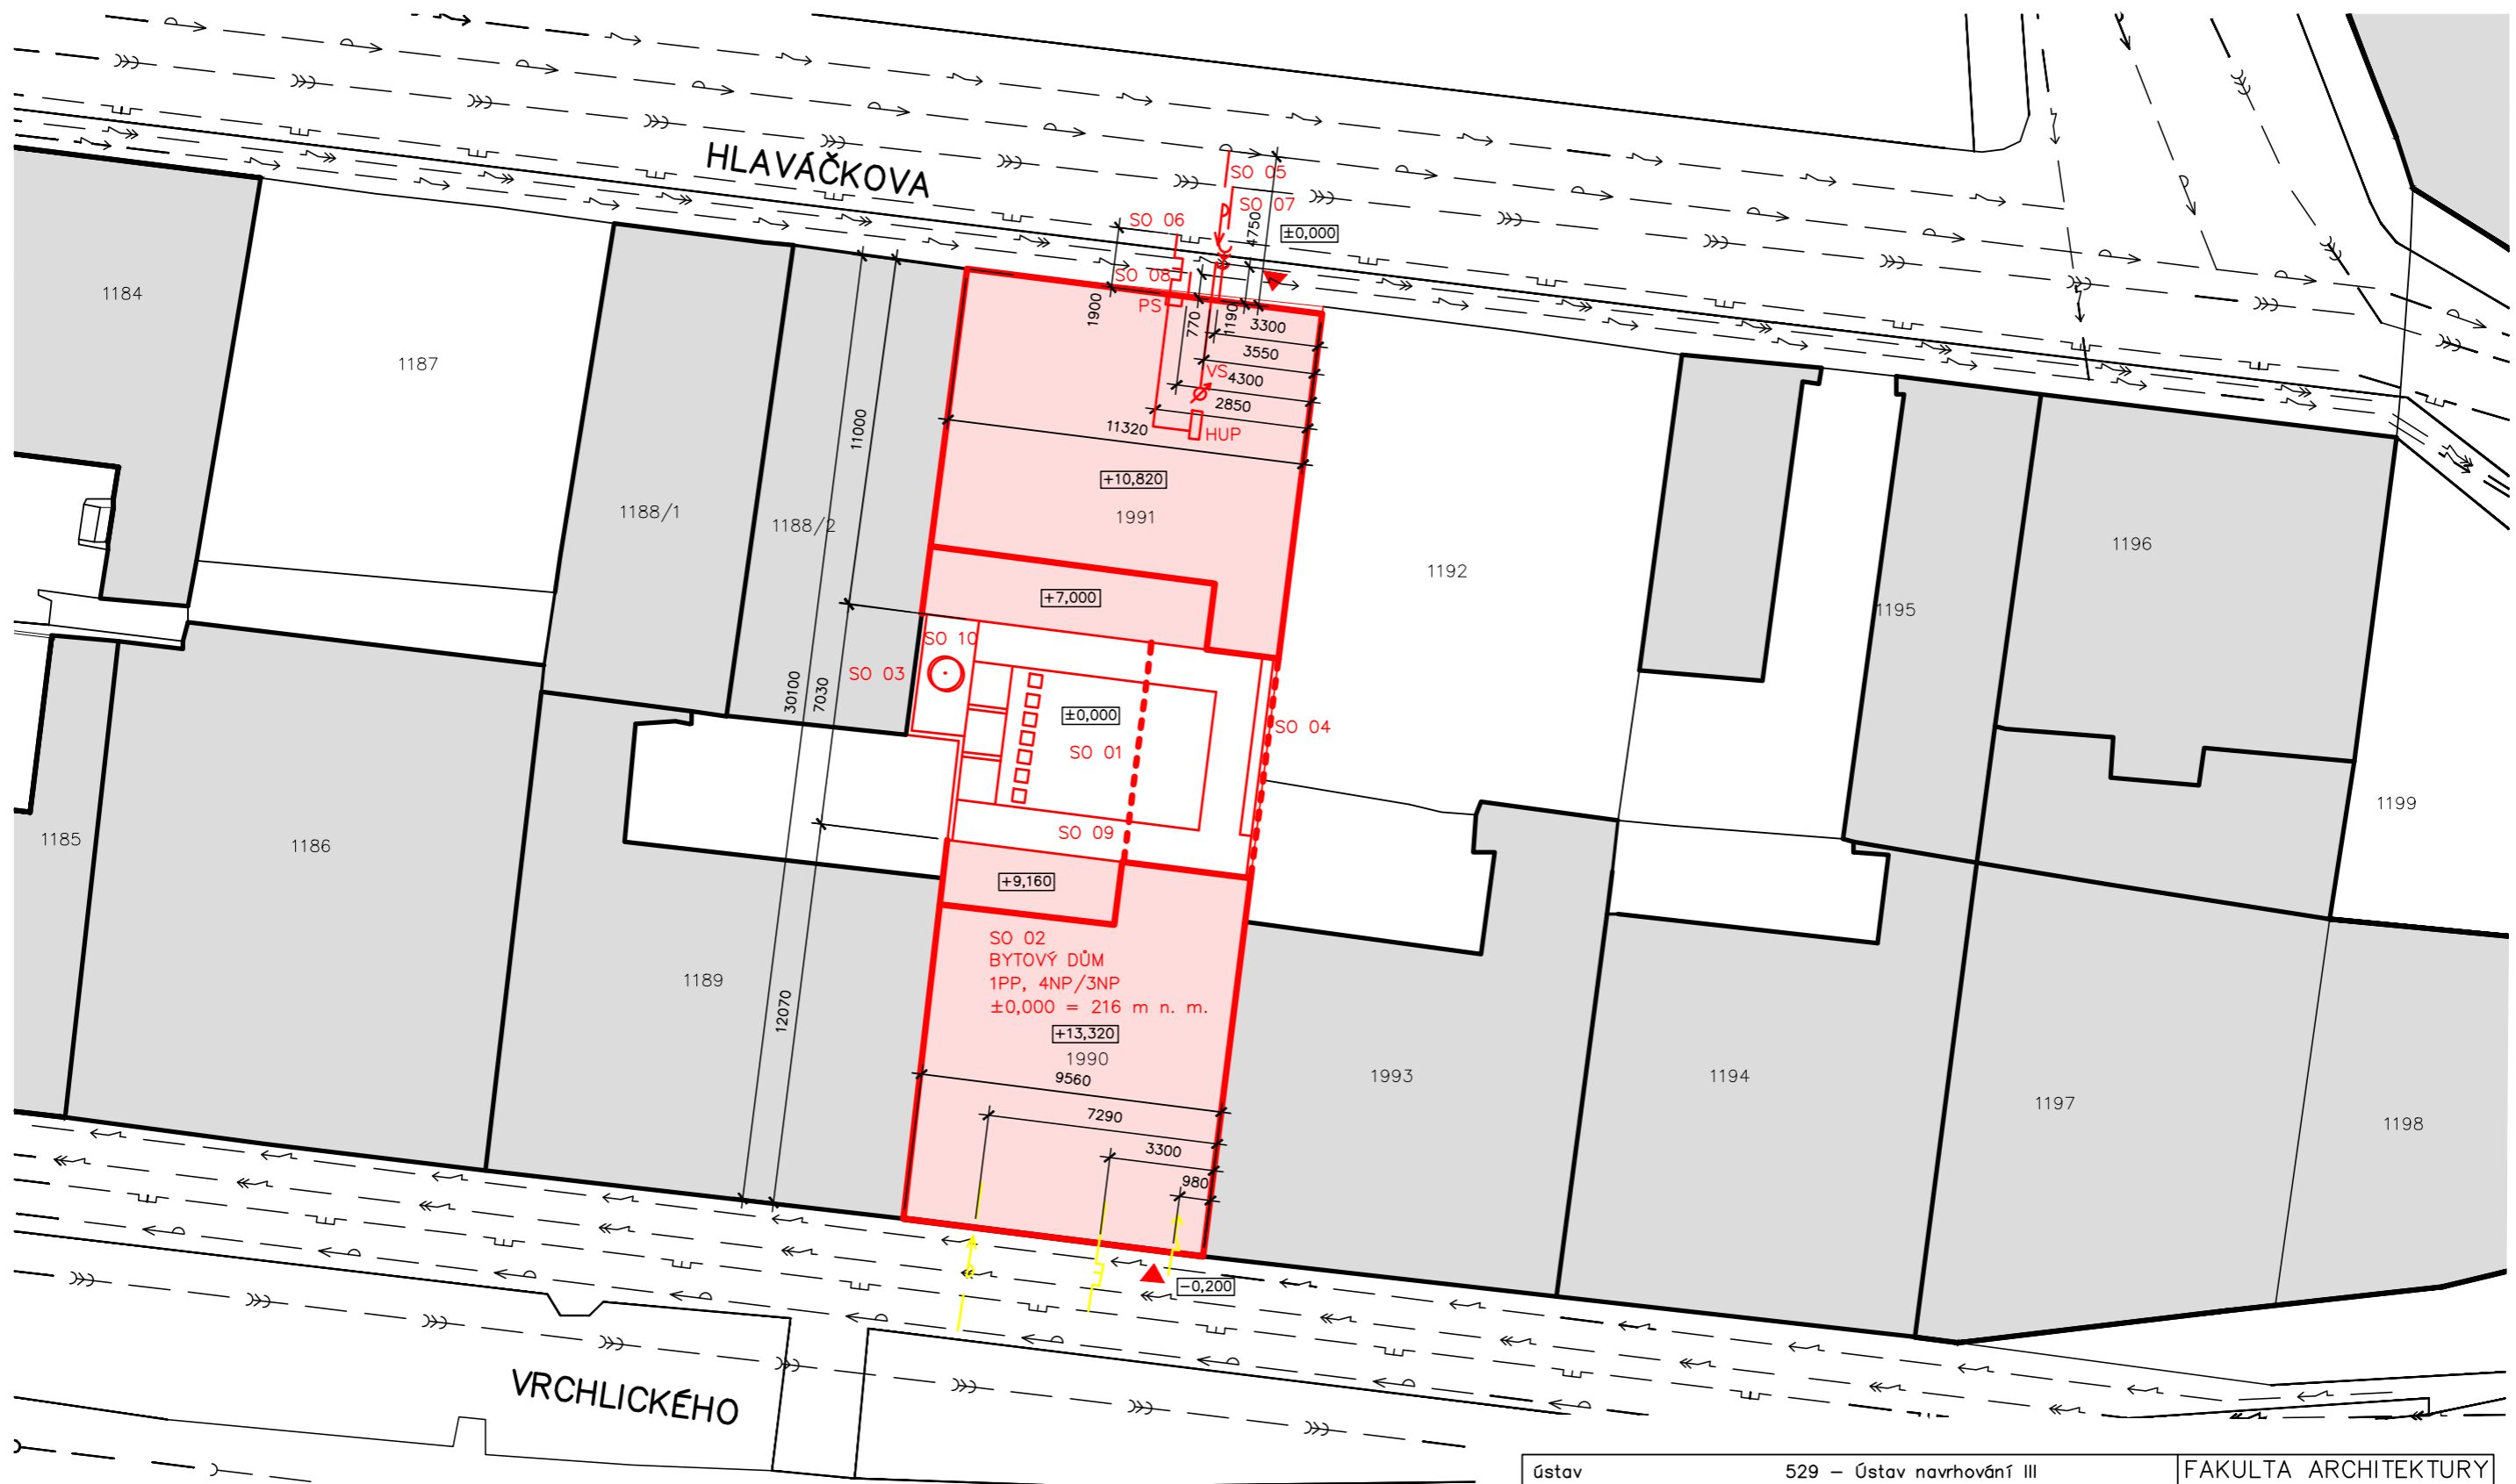 HLAVÁČKOVA
SO 05
SO 07
SO 06
4750
±0,000
SO 08
PS
1900
770
1190
3300
3550
VS
4300
2850
11320
HUP
1184
1187
11000
+10,820
1991
1188/1
1188/2
1192
1196
1195
+7,000
SO 10
SO 03
30100
7030
±0,000
SO 01
SO 04
SO 09
1199
1185
1186
+9,160
SO 02
BYTOVÝ DŮM
1PP, 4NP/3NP
±0,000 = 216 m n. m.
+13,320
1990
1189
12070
9560
7290
3300
980
1993
1194
1197
1198
-0,200
VRCHLICKÉHO
ústav 529 – Ústav navrhování III FAKULTA ARCHITEKTURY